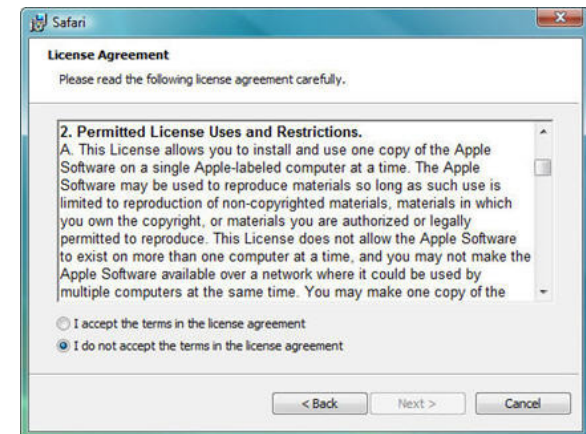 Safari
License Agreement
Please read the following license agreement carefully.
2. Permitted License Uses and Restrictions.
A. This License allows you to install and use one copy of the Apple
Software on a single Apple-labeled computer at a time. The Apple
Software may be used to reproduce materials so long as such use is
limited to reproduction of non-copyrighted materials, materials in which
you own the copyright, or materials you are authorized or legally
permitted to reproduce. This License does not allow the Apple Software
to exist on more than one computer at a time, and you may not make the
Apple Software available over a network where it could be used by
multiple computers at the same time. You may make one copy of the
I accept the terms in the license agreement
I do not accept the terms in the license agreement
< Back Next > Cancel